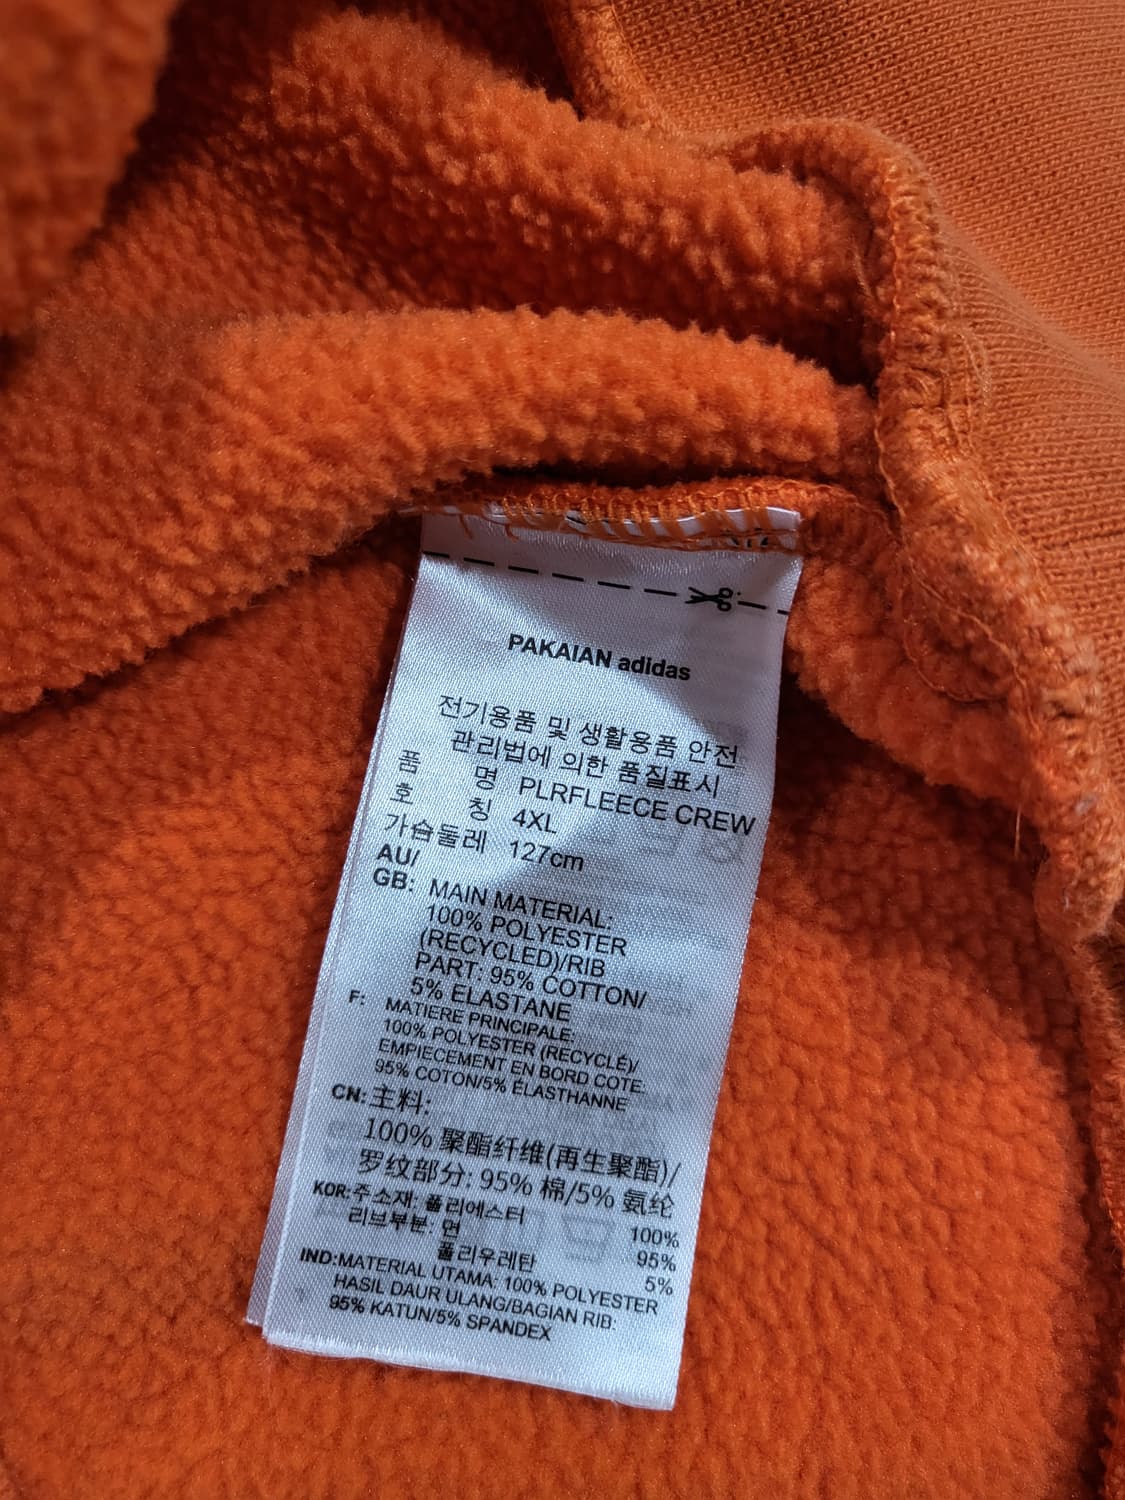 PAKAIAN adidas
전기용품 및 생활용품 안전
관리법에 의한 품질표시
품 명 PLRFLEECE CREW
호 칭 4XL
가슴둘레 127cm
AU/
GB: MAIN MATERIAL:
100% POLYESTER
(RECYCLED)/RIB
PART: 95% COTTON/
5% ELASTANE
F: MATIERE PRINCIPALE:
100% POLYESTER (RECYCLÉ)/
EMPIECEMENT EN BORD COTE.
95% COTON/5% ÉLASTHANNE
CN: 主料:
100% 聚酯纤维(再生聚酯)/
罗纹部分: 95% 棉/5% 氨纶
KOR: 주소재: 폴리에스터 100%
리브부분: 면 95%
폴리우레탄 5%
IND: MATERIAL UTAMA: 100% POLYESTER
HASIL DAUR ULANG/BAGIAN RIB:
95% KATUN/5% SPANDEX